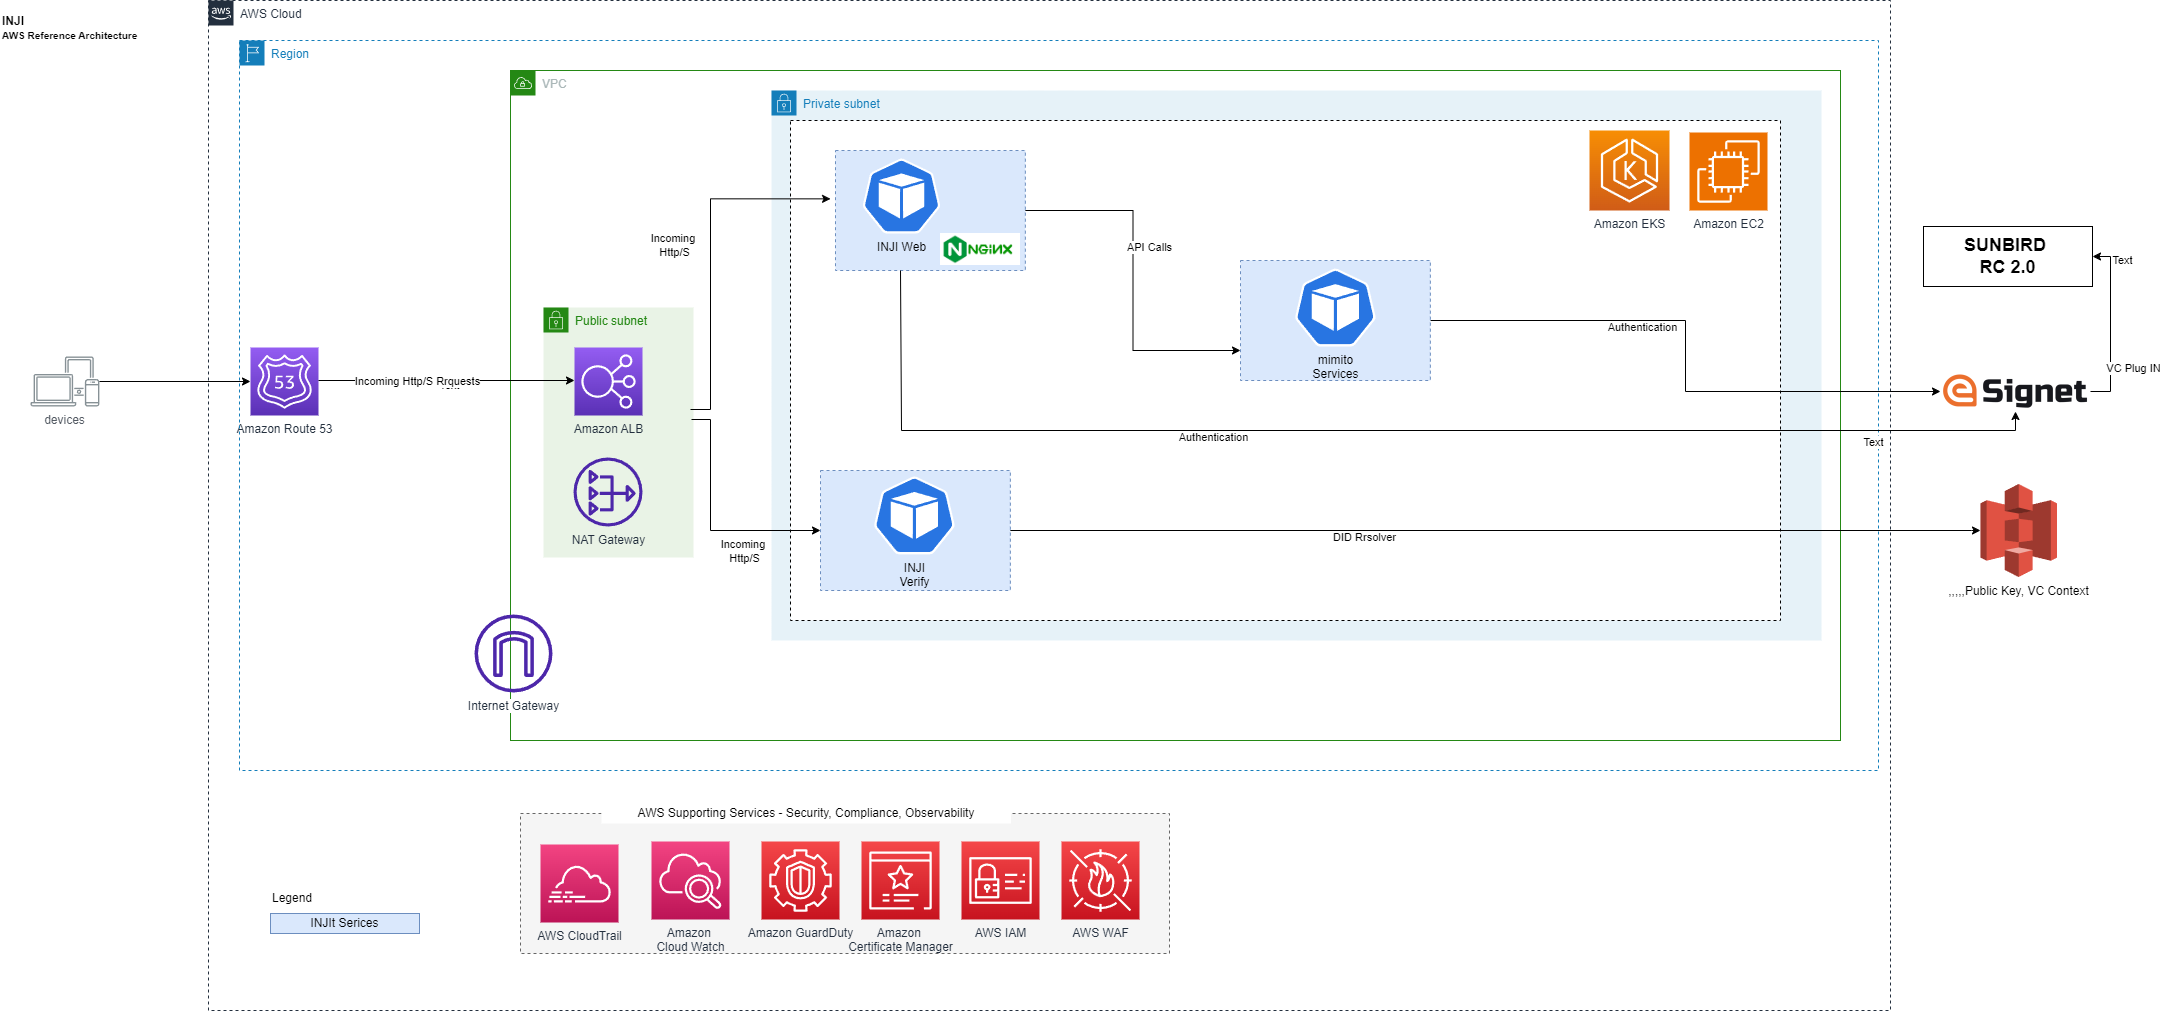 INJI
AWS Reference Architecture
aws
AWS Cloud
Region
VPC
Private subnet
Incoming
Http/S
INJI Web
NGINX
API Calls
K
Amazon EKS
Amazon EC2
SUNBIRD
RC 2.0
Text
Public subnet
mimito
Services
Authentication
VC Plug IN
devices
53
Amazon Route 53
Incoming Http/S Rrquests
Amazon ALB
eSignet
Authentication
Text
NAT Gateway
Incoming
Http/S
INJI
Verify
DID Rrsolver
,,,,,Public Key, VC Context
Internet Gateway
AWS Supporting Services - Security, Compliance, Observability
AWS CloudTrail
Amazon
Cloud Watch
Amazon GuardDuty
Amazon
Certificate Manager
AWS IAM
AWS WAF
Legend
INJIt Serices